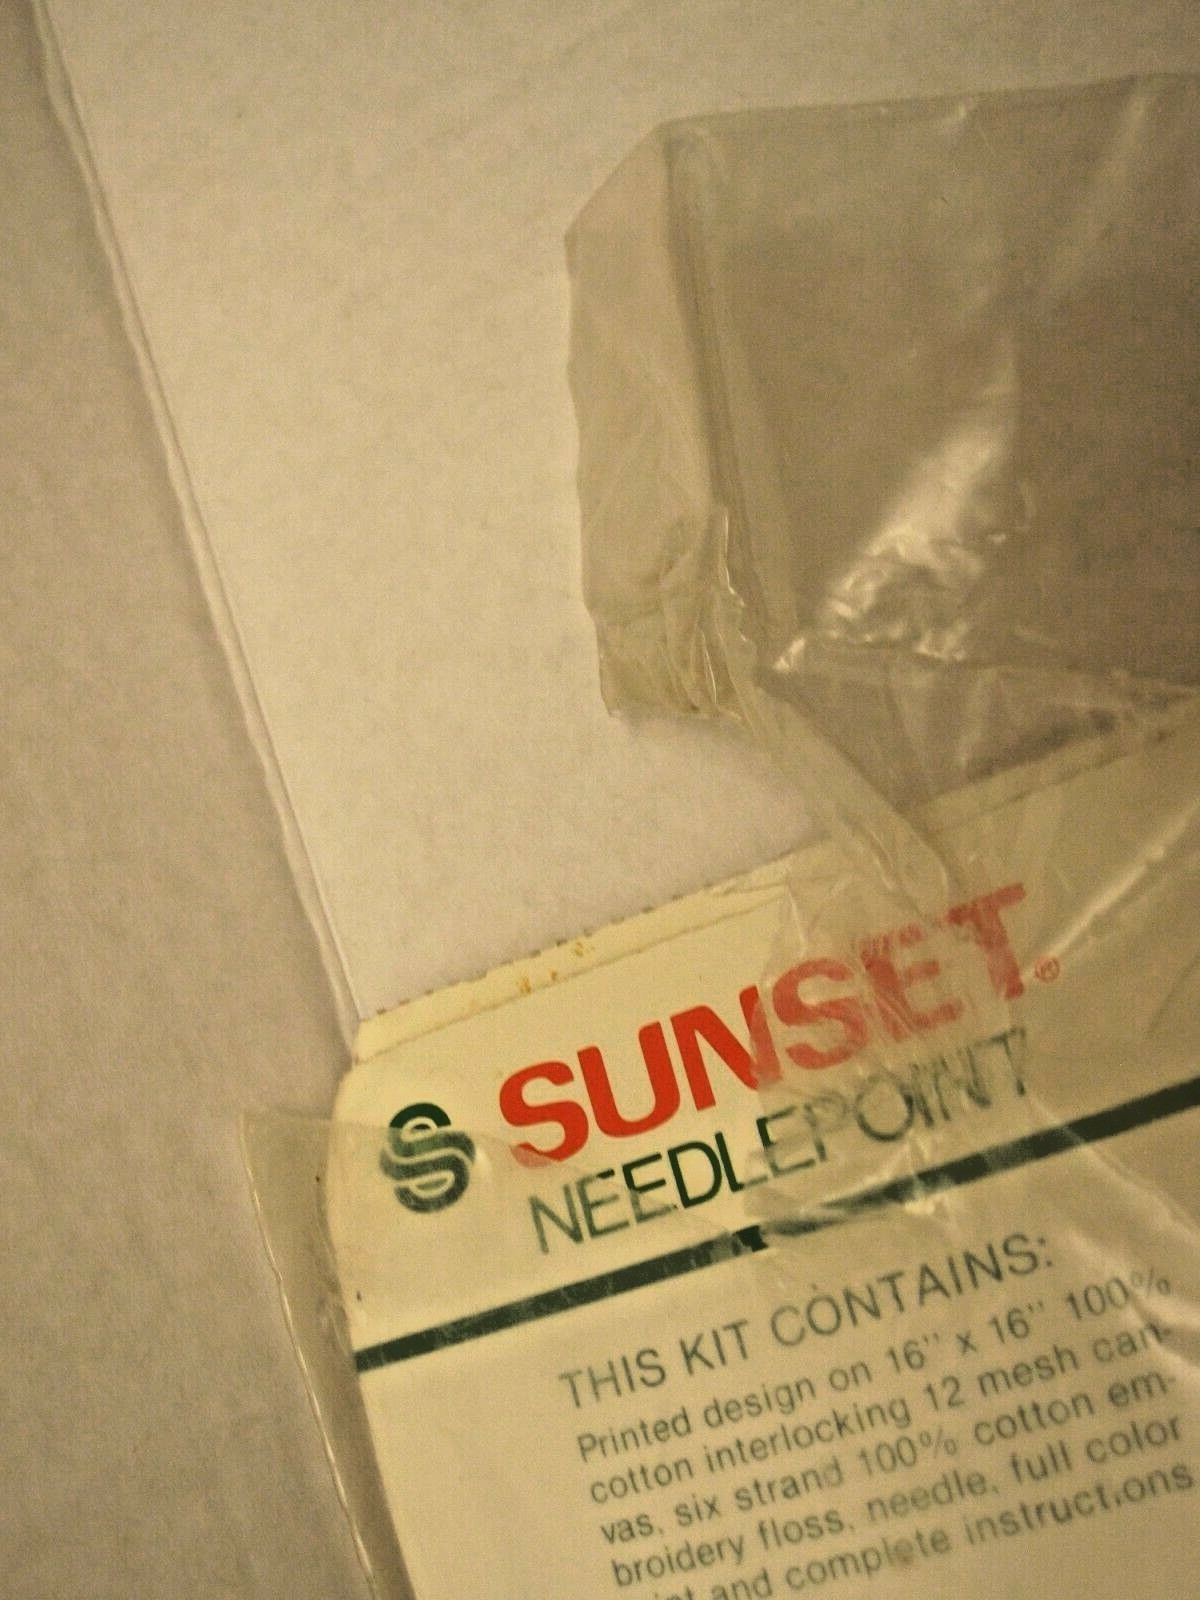 S SUNSET®
NEEDLEPOINT
THIS KIT CONTAINS:
Printed design on 16" x 16" 100%
cotton interlocking 12 mesh can-
vas, six strand 100% cotton em-
broidery floss, needle, full color
and complete instructions